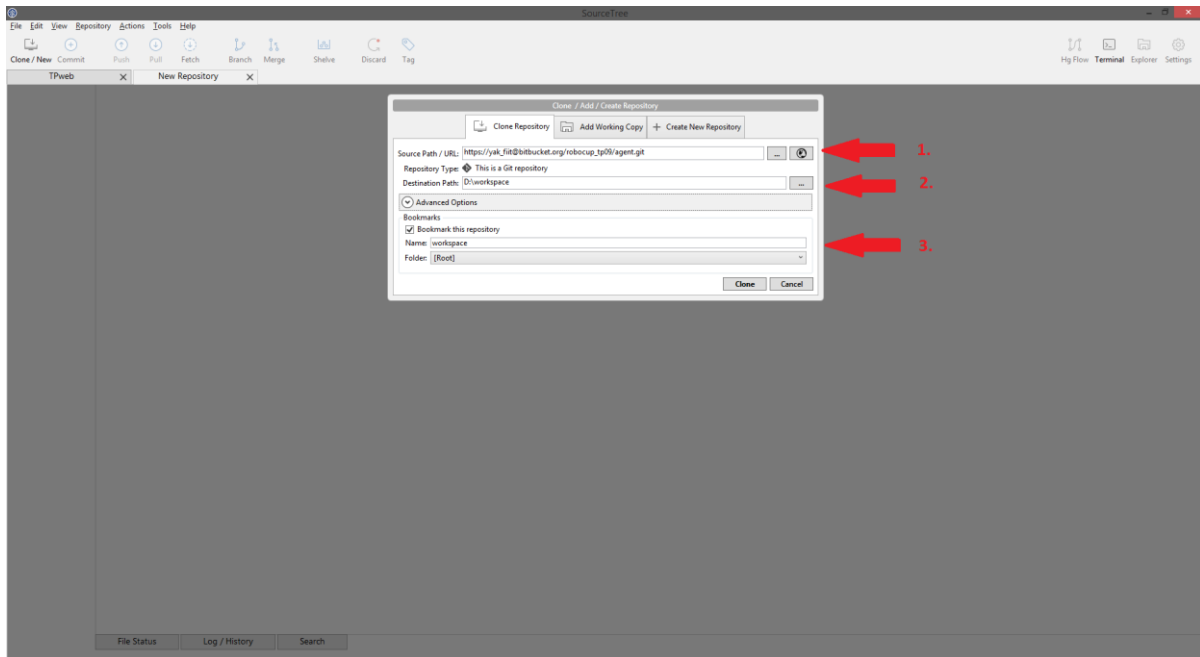 SourceTree
File Edit View Repository Actions Tools Help
Clone / New Commit Push Pull Fetch Branch Merge Shelve Discard Tag Hg Flow Terminal Explorer Settings
TPweb New Repository
Clone / Add / Create Repository
Clone Repository Add Working Copy + Create New Repository
Source Path / URL: https://yak_fiit@bitbucket.org/robocup_tp09/agent.git ... 1.
Repository Type: This is a Git repository
Destination Path: D:\workspace ... 2.
Advanced Options
Bookmarks
Bookmark this repository
Name: workspace 3.
Folder: [Root]
Clone Cancel
File Status Log / History Search